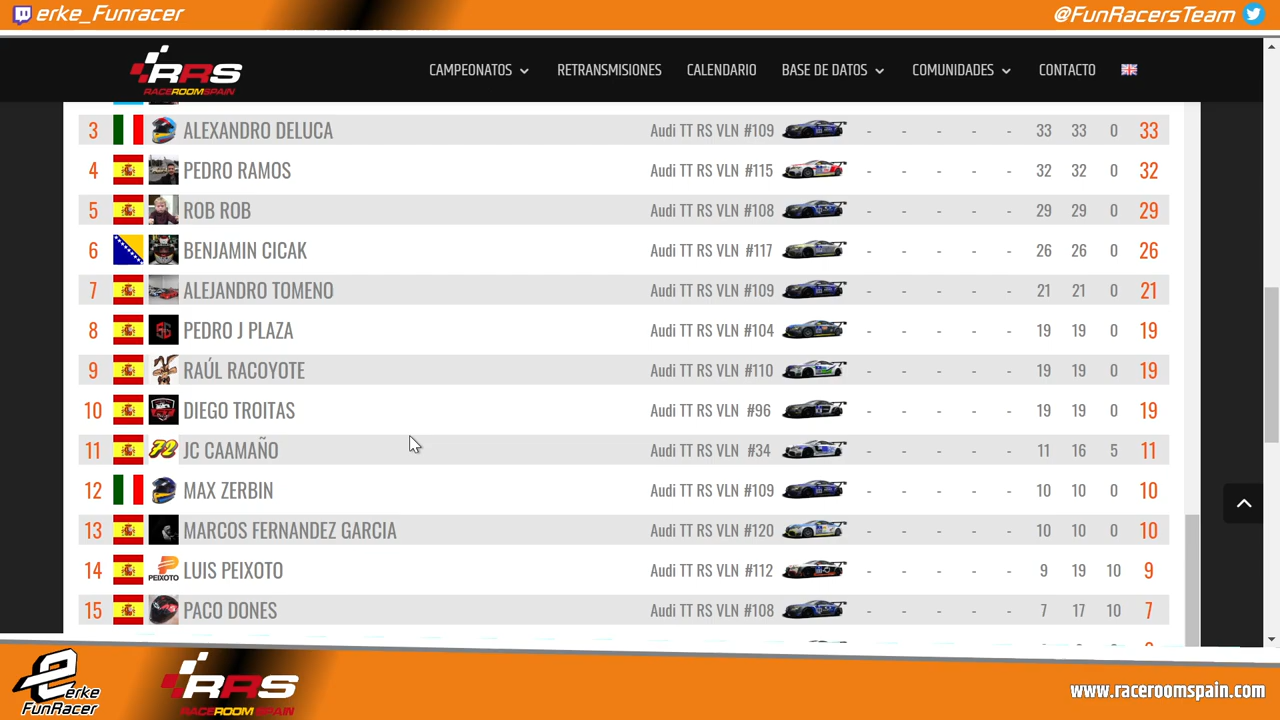 erke_Funracer @FunRacersTeam
RRS
RACEROOMSPAIN
CAMPEONATOS RETRANSMISIONES CALENDARIO BASE DE DATOS COMUNIDADES CONTACTO
3 ALEXANDRO DELUCA Audi TT RS VLN #109 - - - - - 33 33 0 33
4 PEDRO RAMOS Audi TT RS VLN #115 - - - - - 32 32 0 32
5 ROB ROB Audi TT RS VLN #108 - - - - - 29 29 0 29
6 BENJAMIN CICAK Audi TT RS VLN #117 - - - - - 26 26 0 26
7 ALEJANDRO TOMENO Audi TT RS VLN #109 - - - - - 21 21 0 21
8 PEDRO J PLAZA Audi TT RS VLN #104 - - - - - 19 19 0 19
9 RAÚL RACOYOTE Audi TT RS VLN #110 - - - - - 19 19 0 19
10 DIEGO TROITAS Audi TT RS VLN #96 - - - - - 19 19 0 19
11 72 JC CAAMAÑO Audi TT RS VLN #34 - - - - - 11 16 5 11
12 MAX ZERBIN Audi TT RS VLN #109 - - - - - 10 10 0 10
13 MARCOS FERNANDEZ GARCIA Audi TT RS VLN #120 - - - - - 10 10 0 10
14 PEIXOTO LUIS PEIXOTO Audi TT RS VLN #112 - - - - - 9 19 10 9
15 PACO DONES Audi TT RS VLN #108 - - - - - 7 17 10 7
erke
FunRacer
RRS
RACEROOM SPAIN
www.raceroomspain.com